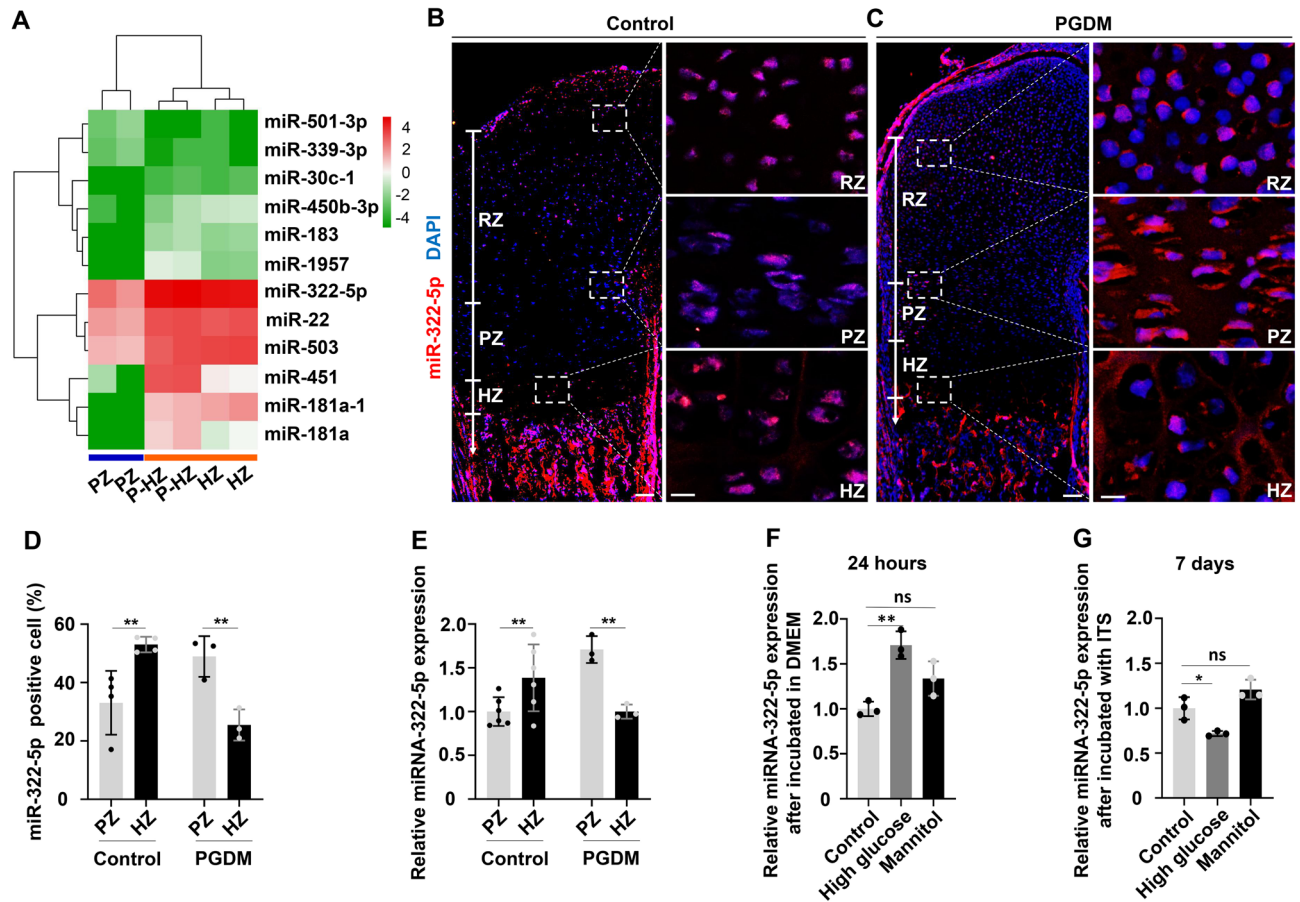 A
miR-501-3p
miR-339-3p
miR-30c-1
miR-450b-3p
miR-183
miR-1957
miR-322-5p
miR-22
miR-503
miR-451
miR-181a-1
miR-181a
4
2
0
-2
-4
PZ
PZ
P-HZ
P-HZ
HZ
HZ
B
Control
miR-322-5p DAPI
RZ
PZ
HZ
RZ
PZ
HZ
C
PGDM
RZ
PZ
HZ
RZ
PZ
HZ
D
miR-322-5p positive cell (%)
60
40
20
0
**
**
PZ
HZ
PZ
HZ
Control
PGDM
E
Relative miRNA-322-5p expression
2.0
1.5
1.0
0.5
0.0
**
**
PZ
HZ
PZ
HZ
Control
PGDM
F
24 hours
Relative miRNA-322-5p expression
after incubated in DMEM
2.0
1.5
1.0
0.5
0
ns
**
Control
High glucose
Mannitol
G
7 days
Relative miRNA-322-5p expression
after incubated with ITS
2.0
1.5
1.0
0.5
0
ns
*
Control
High glucose
Mannitol